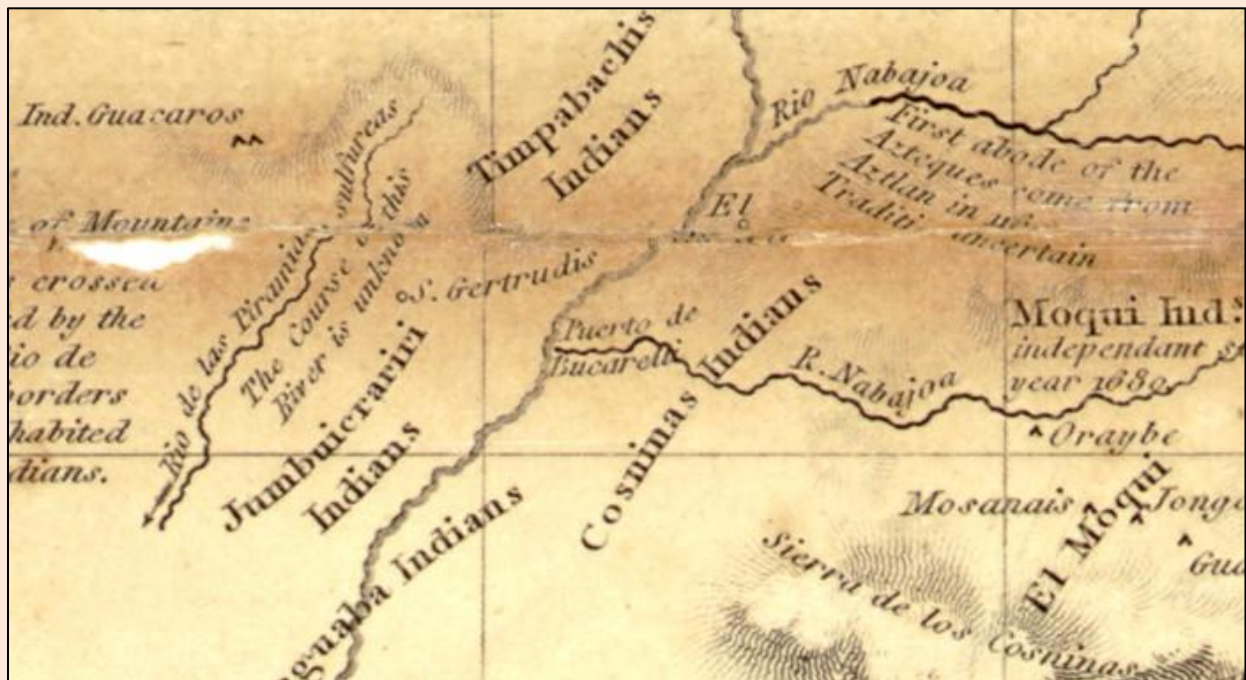 Ind. Guacaros
of Mountains
crossed
d by the
io de
borders
habited
dians.
Rio de las Piramides sulfureas
The Course of this
River is unknown
Timpabachis
Indians
Rio Nabajoa
First abode of the
Azteques come from
Aztlan in
uncertain
El
S. Gertrudis
Puerto de
Bucarelli
Jumbuicrariri
Indians
Cosninas Indians
R. Nabajoa
Moqui Ind.s
independant
year 1680
Oraybe
Mosanais
Jongo
Gua
El Moqui
Sierra de los Cosninas
guaba Indians